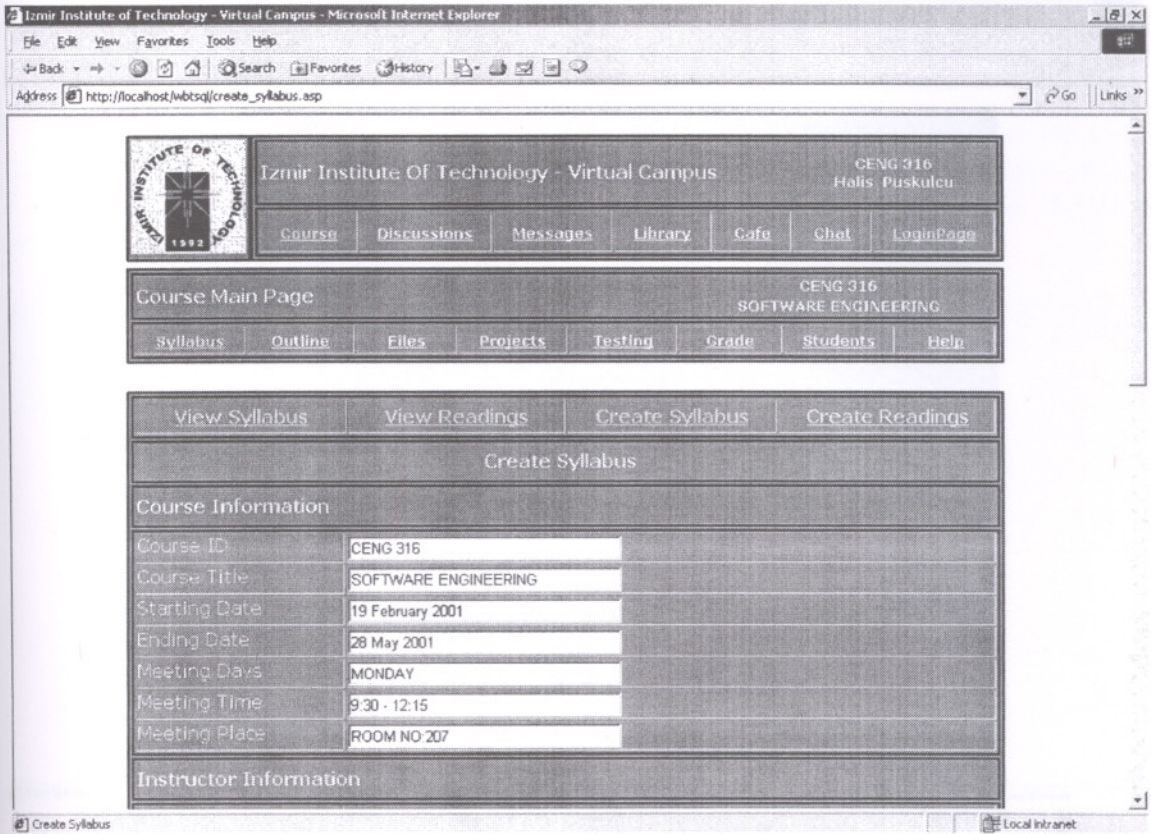 Izmir Institute of Technology - Virtual Campus - Microsoft Internet Explorer
File Edit View Favorites Tools Help
Back Search Favorites History
Address http://localhost/wbtsql/create_syllabus.asp Go Links »
IZMIR INSTITUTE OF TECHNOLOGY
1992
Izmir Institute Of Technology - Virtual Campus
CENG 316
Halis Puskulcu
Course Discussions Messages Library Cafe Chat LoginPage
Course Main Page
CENG 316
SOFTWARE ENGINEERING
Syllabus Outline Files Projects Testing Grade Students Help
View Syllabus View Readings Create Syllabus Create Readings
Create Syllabus
Course Information
Course ID CENG 316
Course Title SOFTWARE ENGINEERING
Starting Date 19 February 2001
Ending Date 28 May 2001
Meeting Days MONDAY
Meeting Time 9:30 - 12:15
Meeting Place ROOM NO:207
Instructor Information
Create Syllabus Local intranet